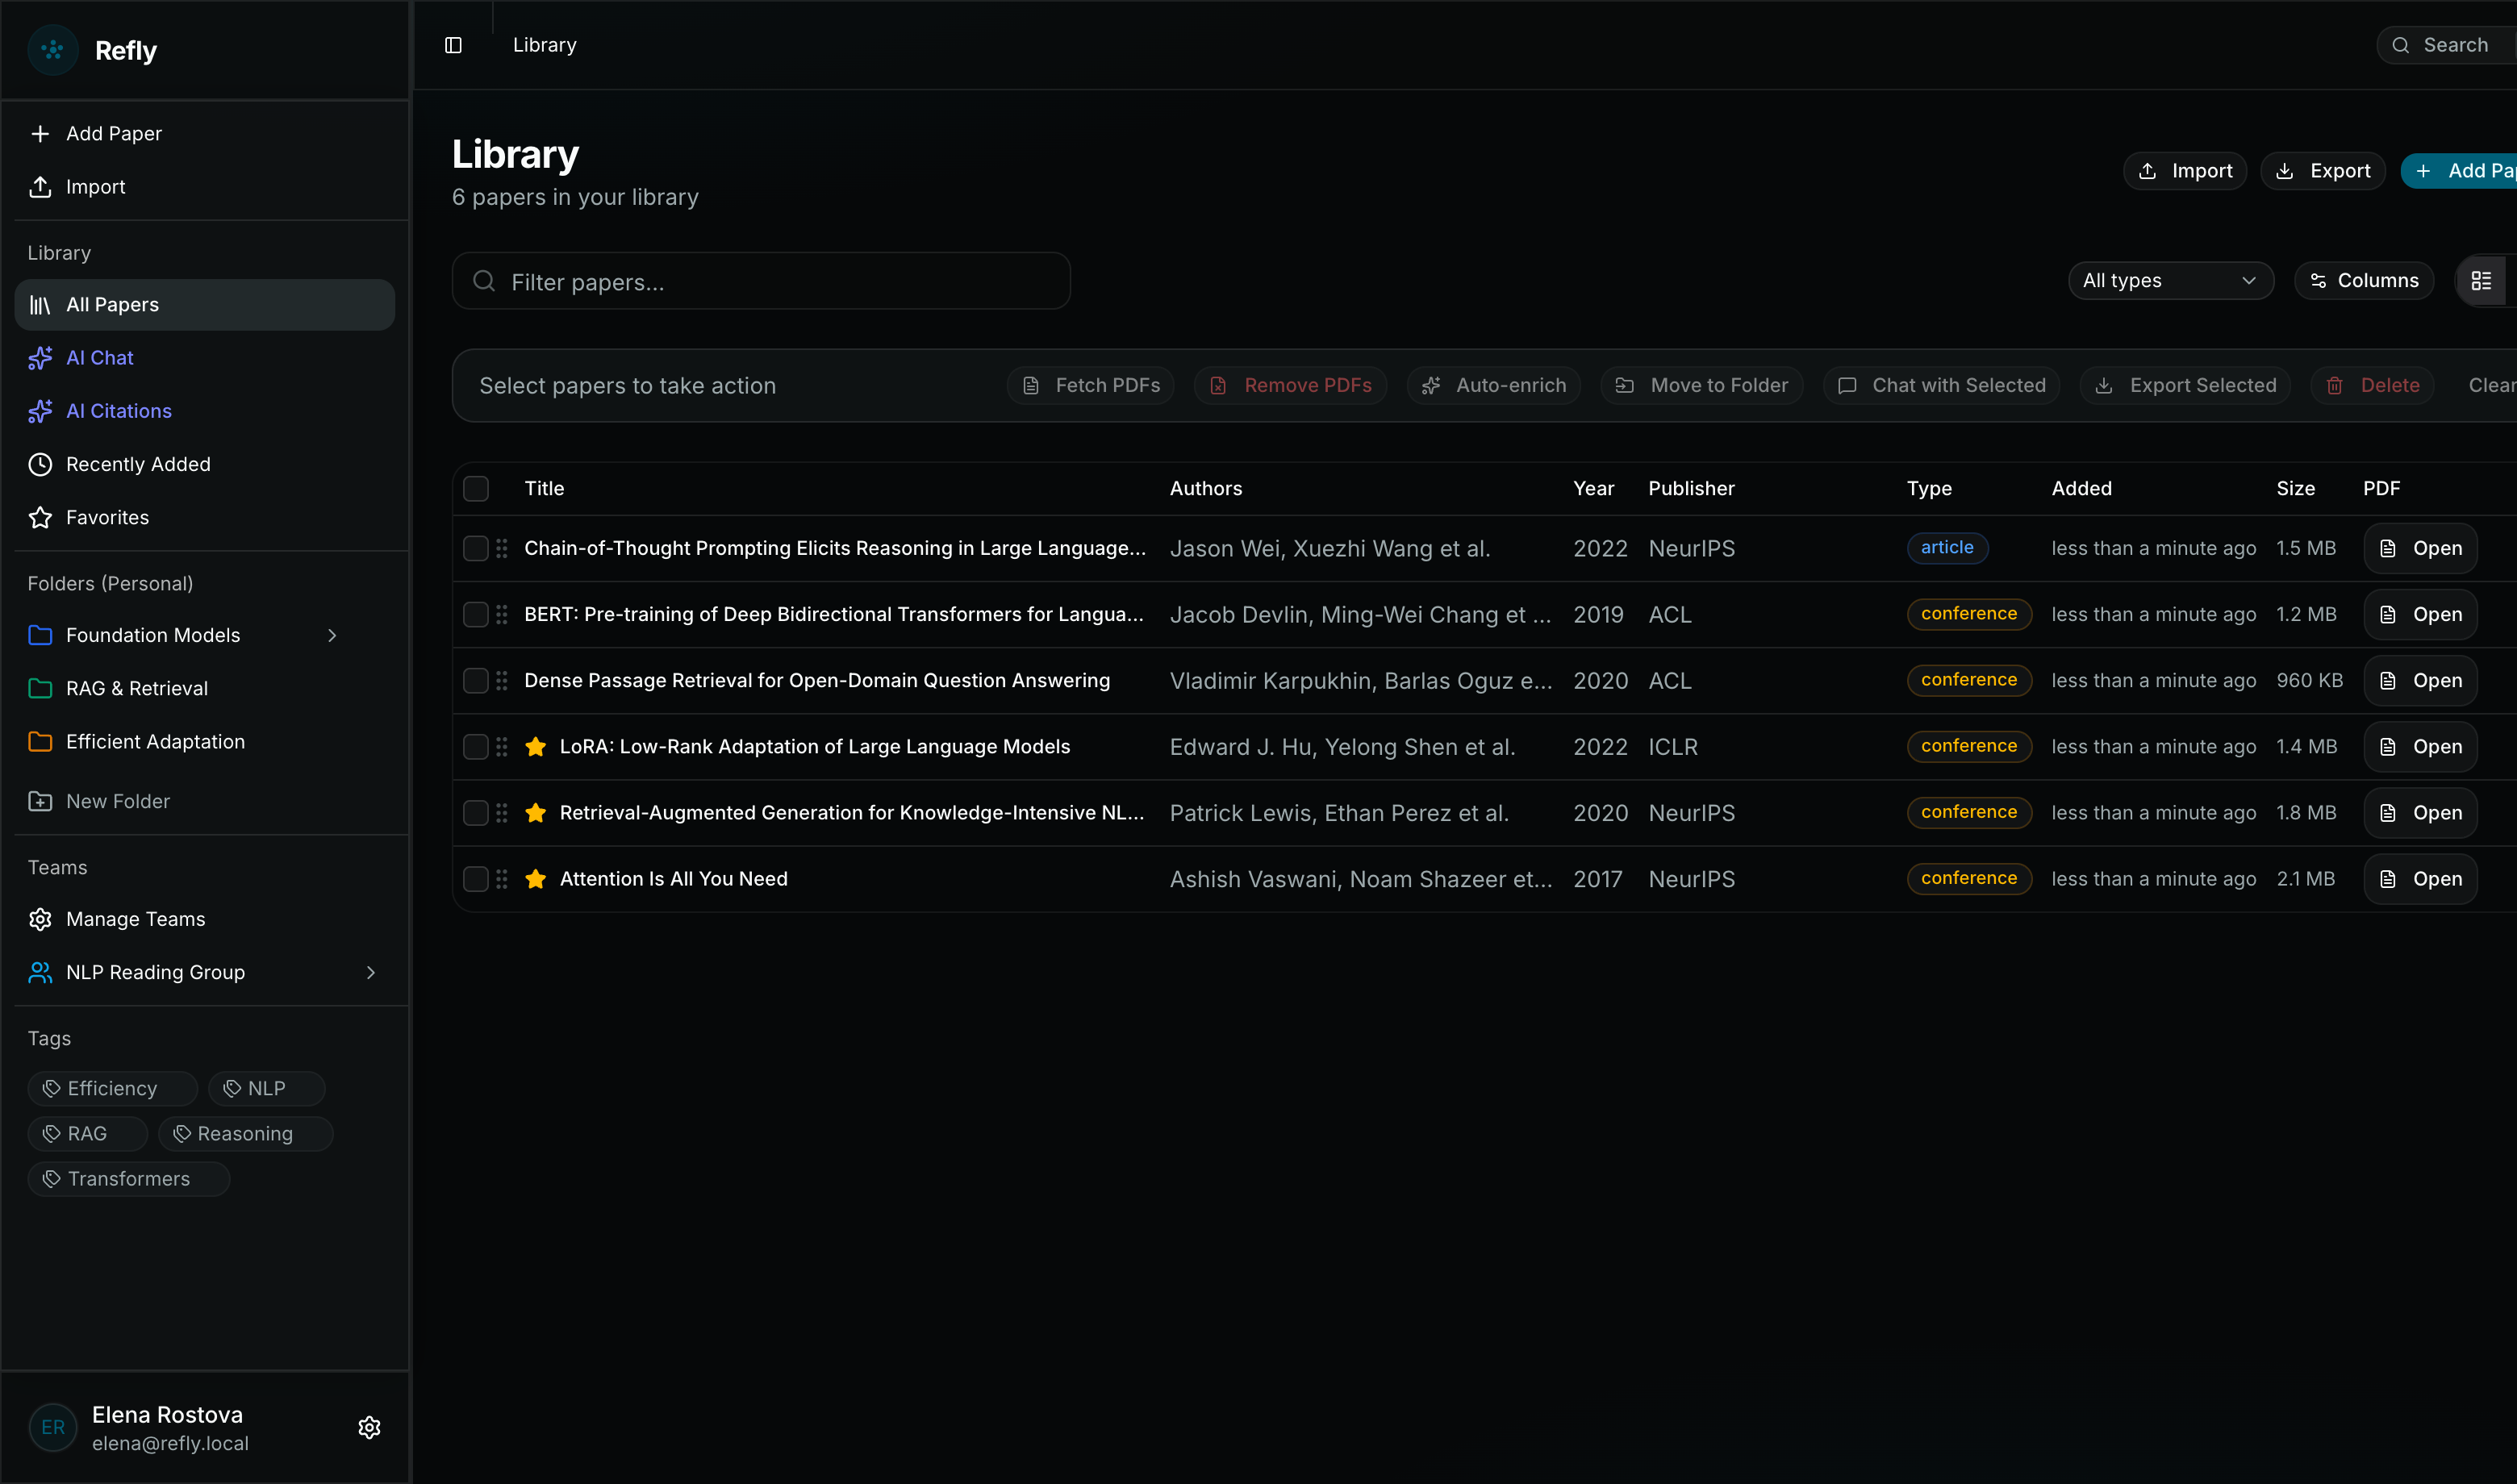 Refly
Add Paper
Import
Library
All Papers
AI Chat
AI Citations
Recently Added
Favorites
Folders (Personal)
Foundation Models
RAG & Retrieval
Efficient Adaptation
New Folder
Teams
Manage Teams
NLP Reading Group
Tags
Efficiency NLP
RAG Reasoning
Transformers
ER Elena Rostova
elena@refly.local
Library Search
Library
6 papers in your library
Import Export Add Pap
Filter papers... All types Columns
Select papers to take action Fetch PDFs Remove PDFs Auto-enrich Move to Folder Chat with Selected Export Selected Delete Clear
Title Authors Year Publisher Type Added Size PDF
Chain-of-Thought Prompting Elicits Reasoning in Large Language... Jason Wei, Xuezhi Wang et al. 2022 NeurIPS article less than a minute ago 1.5 MB Open
BERT: Pre-training of Deep Bidirectional Transformers for Langua... Jacob Devlin, Ming-Wei Chang et ... 2019 ACL conference less than a minute ago 1.2 MB Open
Dense Passage Retrieval for Open-Domain Question Answering Vladimir Karpukhin, Barlas Oguz e... 2020 ACL conference less than a minute ago 960 KB Open
LoRA: Low-Rank Adaptation of Large Language Models Edward J. Hu, Yelong Shen et al. 2022 ICLR conference less than a minute ago 1.4 MB Open
Retrieval-Augmented Generation for Knowledge-Intensive NL... Patrick Lewis, Ethan Perez et al. 2020 NeurIPS conference less than a minute ago 1.8 MB Open
Attention Is All You Need Ashish Vaswani, Noam Shazeer et... 2017 NeurIPS conference less than a minute ago 2.1 MB Open